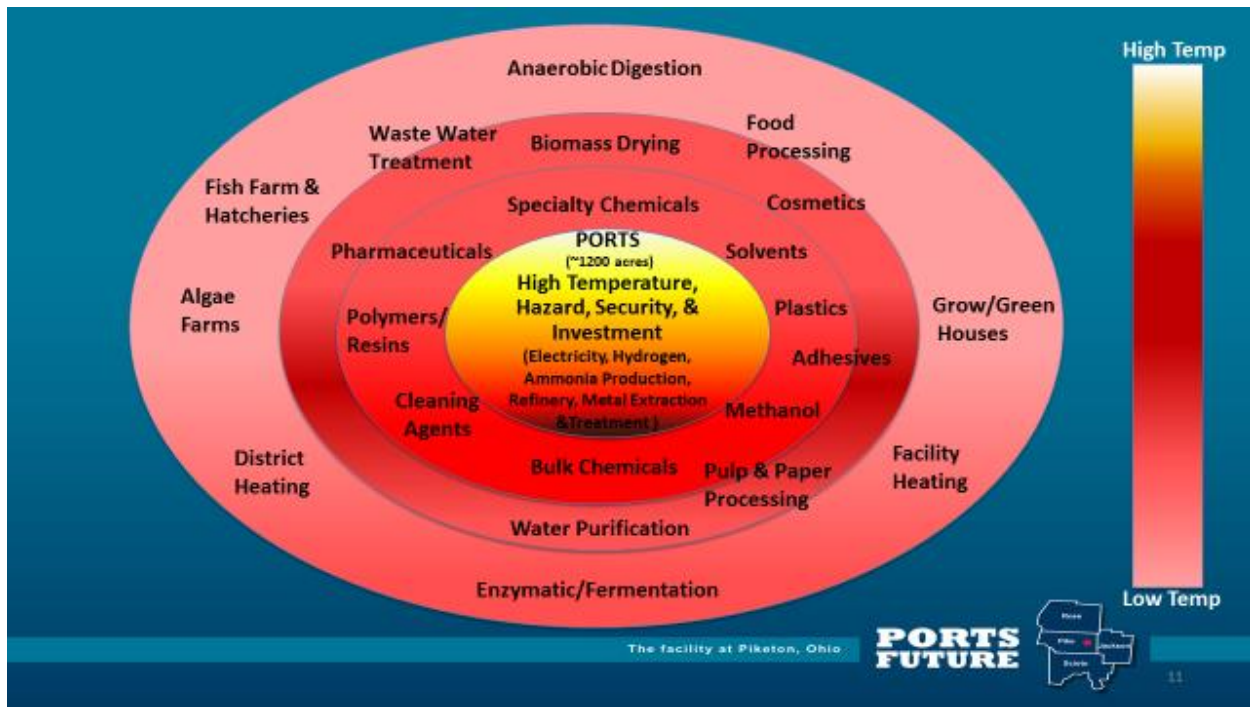 High Temp
Anaerobic Digestion
Waste Water
Treatment
Biomass Drying
Food
Processing
Fish Farm &
Hatcheries
Specialty Chemicals
Cosmetics
Pharmaceuticals
PORTS
(~1200 acres)
Solvents
High Temperature,
Hazard, Security, &
Investment
(Electricity, Hydrogen,
Ammonia Production,
Refinery, Metal Extraction
&Treatment )
Algae
Farms
Polymers/
Resins
Plastics
Grow/Green
Houses
Adhesives
Cleaning
Agents
Methanol
District
Heating
Bulk Chemicals
Pulp & Paper
Processing
Facility
Heating
Water Purification
Enzymatic/Fermentation
Low Temp
The facility at Piketon, Ohio
PORTS
FUTURE
Ross
Pike
Jackson
Scioto
11